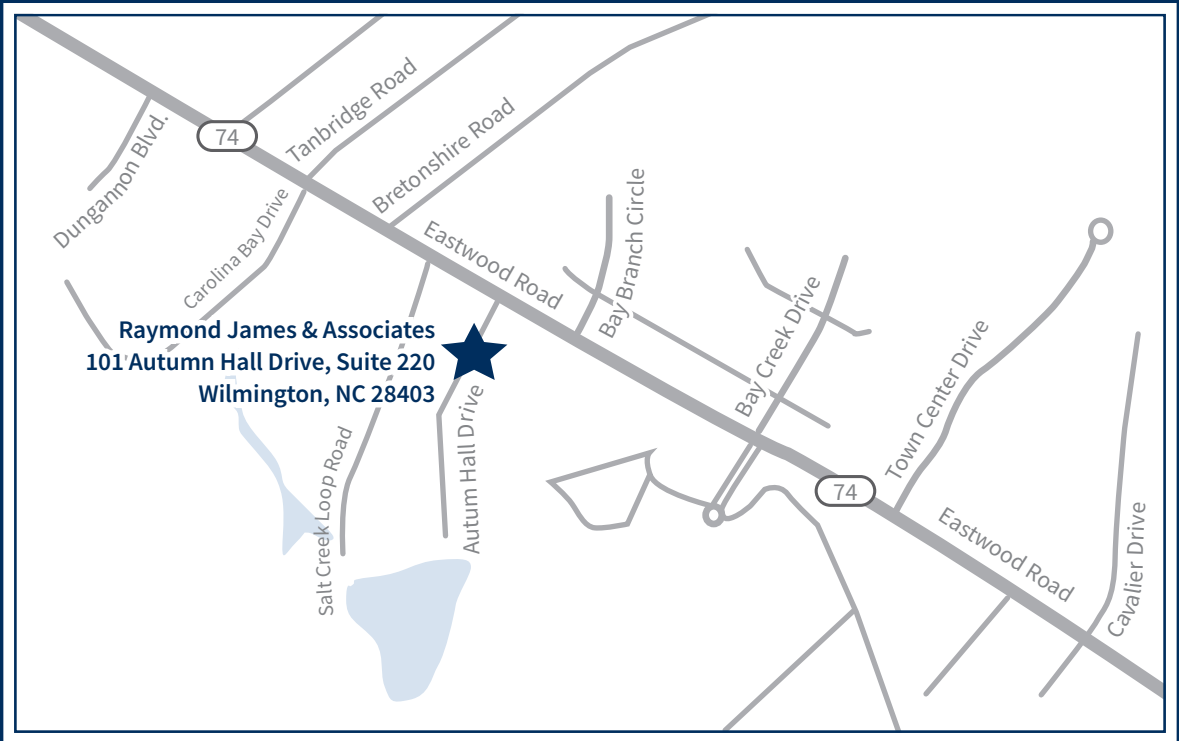 74
Tanbridge Road
Dungannon Blvd.
Bretonshire Road
Carolina Bay Drive
Eastwood Road
Bay Branch Circle
Bay Creek Drive
Town Center Drive
Raymond James & Associates
101 Autumn Hall Drive, Suite 220
Wilmington, NC 28403
Salt Creek Loop Road
Autum Hall Drive
74
Eastwood Road
Cavalier Drive